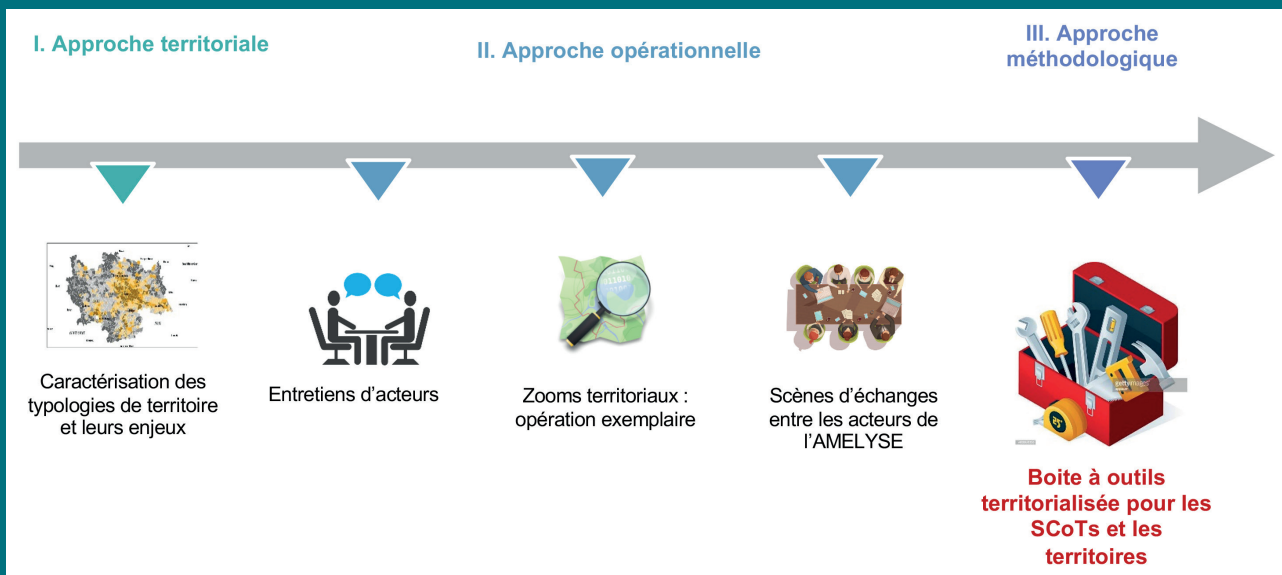 I. Approche territoriale
II. Approche opérationnelle
III. Approche
méthodologique
Caractérisation des
typologies de territoire
et leurs enjeux
Entretiens d'acteurs
Zooms territoriaux :
opération exemplaire
Scènes d'échanges
entre les acteurs de
l'AMELYSE
gettyimages
Boite à outils
territorialisée pour les
SCoTs et les
territoires